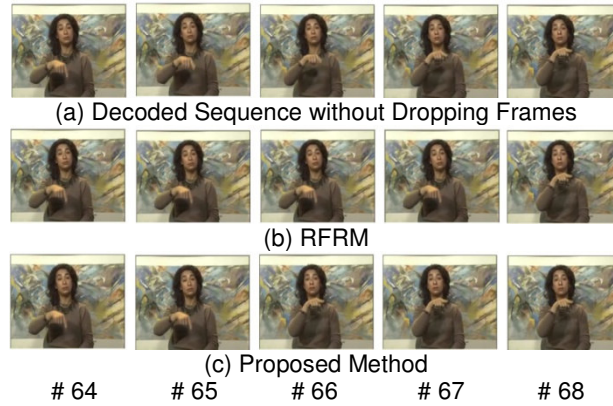 (a) Decoded Sequence without Dropping Frames
(b) RFRM
(c) Proposed Method
# 64 # 65 # 66 # 67 # 68